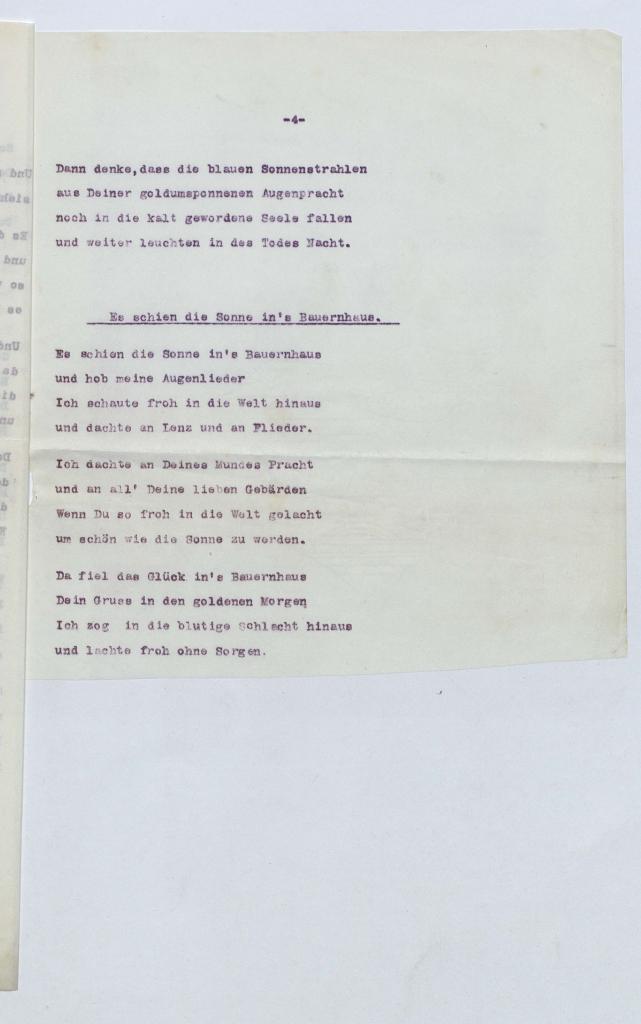 -4-
Dann denke,dass die blauen Sonnenstrahlen
aus Deiner goldumsponnenen Augenpracht
noch in die kalt gewordene Seele fallen
und weiter leuchten in des Todes Nacht.
Es schien die Sonne in's Bauernhaus.
Es schien die Sonne in's Bauernhaus
und hob meine Augenlieder
Ich schaute froh in die Welt hinaus
und dachte an Lenz und an Flieder.
Ich dachte an Deines Mundes Pracht
und an all' Deine lieben Gebärden
Wenn Du so froh in die Welt gelacht
um schön wie die Sonne zu werden.
Da fiel das Glück in's Bauernhaus
Dein Gruss in den goldenen Morgen
Ich zog in die blutige Schlacht hinaus
und lachte froh ohne Sorgen.